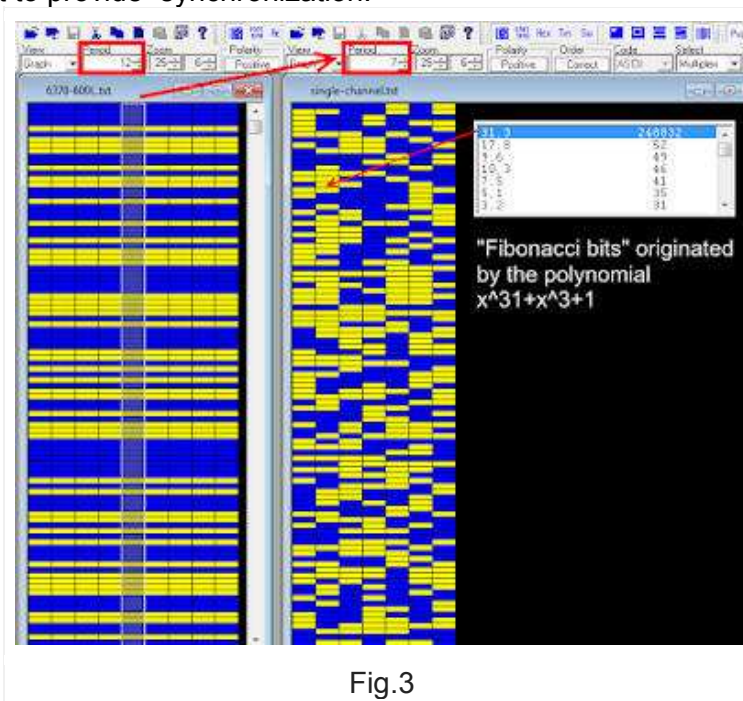 t to provide synchronization.
View Period Zoom Polarity View Period Zoom Polarity Order Code Select
Graph 12 25 6 Positive 7 25 6 Positive Correct ASCII Multiplex
6370-600L.txt single-channel.txt
31, 3 248832
17, 8 52
9, 6 49
10, 3 46
7, 6 41
5, 1 35
3, 2 31
"Fibonacci bits" originated
by the polynomial
x^31+x^3+1
Fig.3